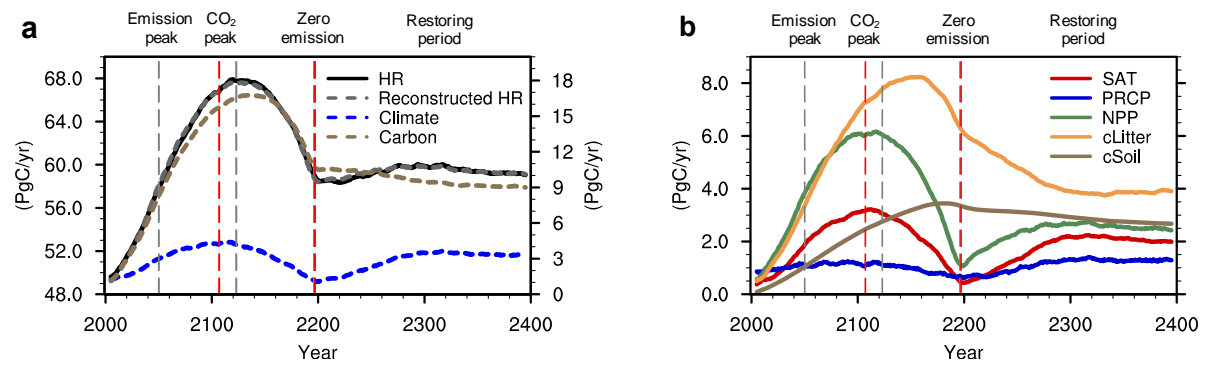 a
Emission
peak
CO₂
peak
Zero
emission
Restoring
period
68.0
64.0
60.0
56.0
52.0
48.0
(PgC/yr)
HR
Reconstructed HR
Climate
Carbon
18
15
12
9
6
3
0
(PgC/yr)
2000
2100
2200
2300
2400
Year
b
Emission
peak
CO₂
peak
Zero
emission
Restoring
period
8.0
6.0
4.0
2.0
0.0
(PgC/yr)
SAT
PRCP
NPP
cLitter
cSoil
2000
2100
2200
2300
2400
Year